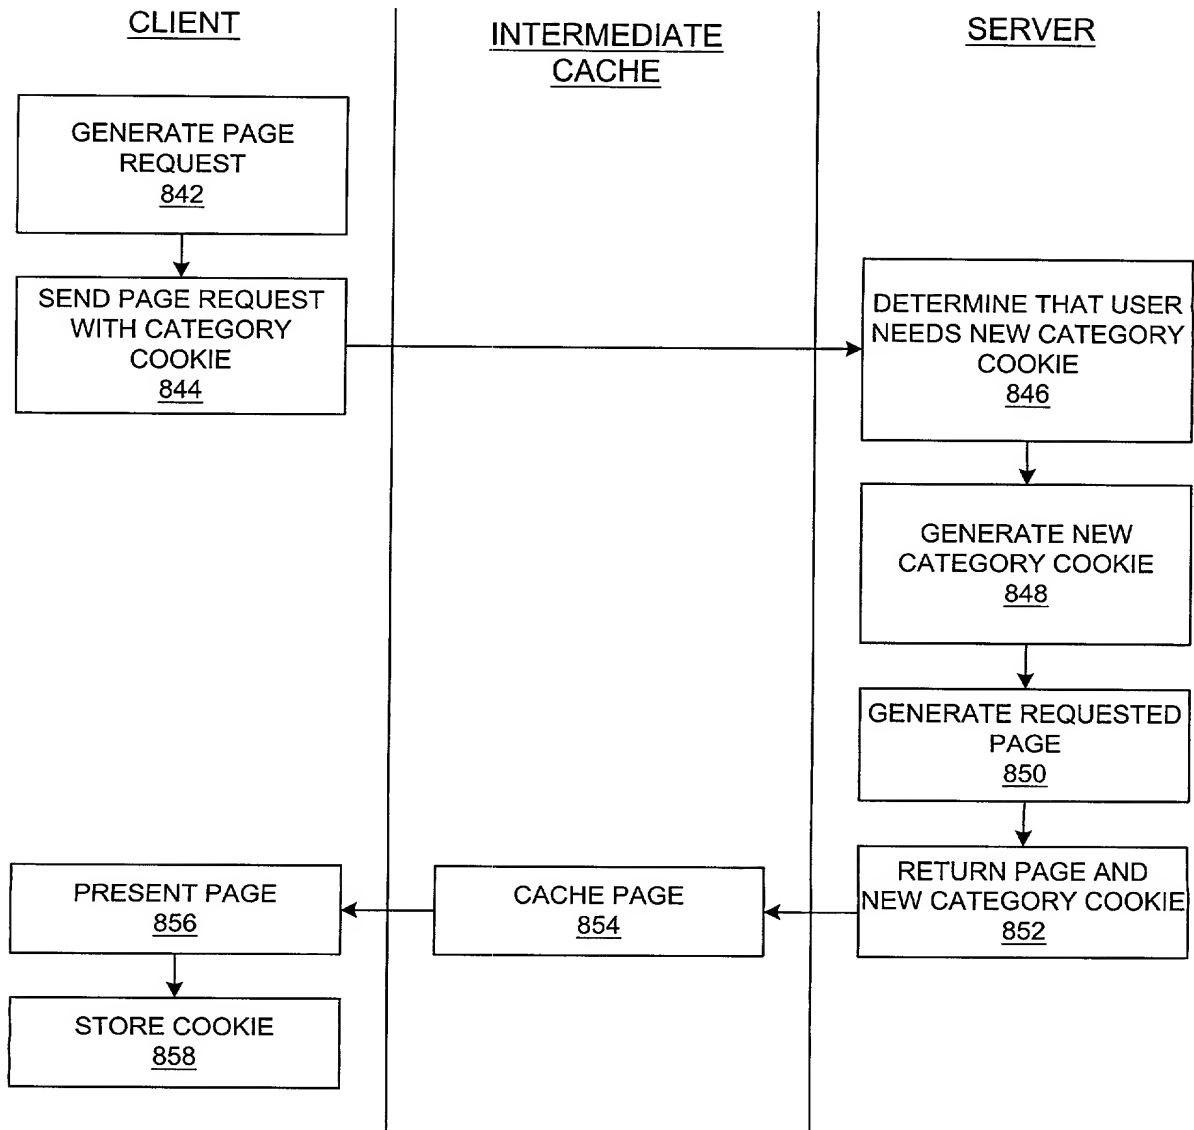 CLIENT
INTERMEDIATE
CACHE
SERVER
GENERATE PAGE
REQUEST
842
SEND PAGE REQUEST
WITH CATEGORY
COOKIE
844
DETERMINE THAT USER
NEEDS NEW CATEGORY
COOKIE
846
GENERATE NEW
CATEGORY COOKIE
848
GENERATE REQUESTED
PAGE
850
RETURN PAGE AND
NEW CATEGORY COOKIE
852
CACHE PAGE
854
PRESENT PAGE
856
STORE COOKIE
858